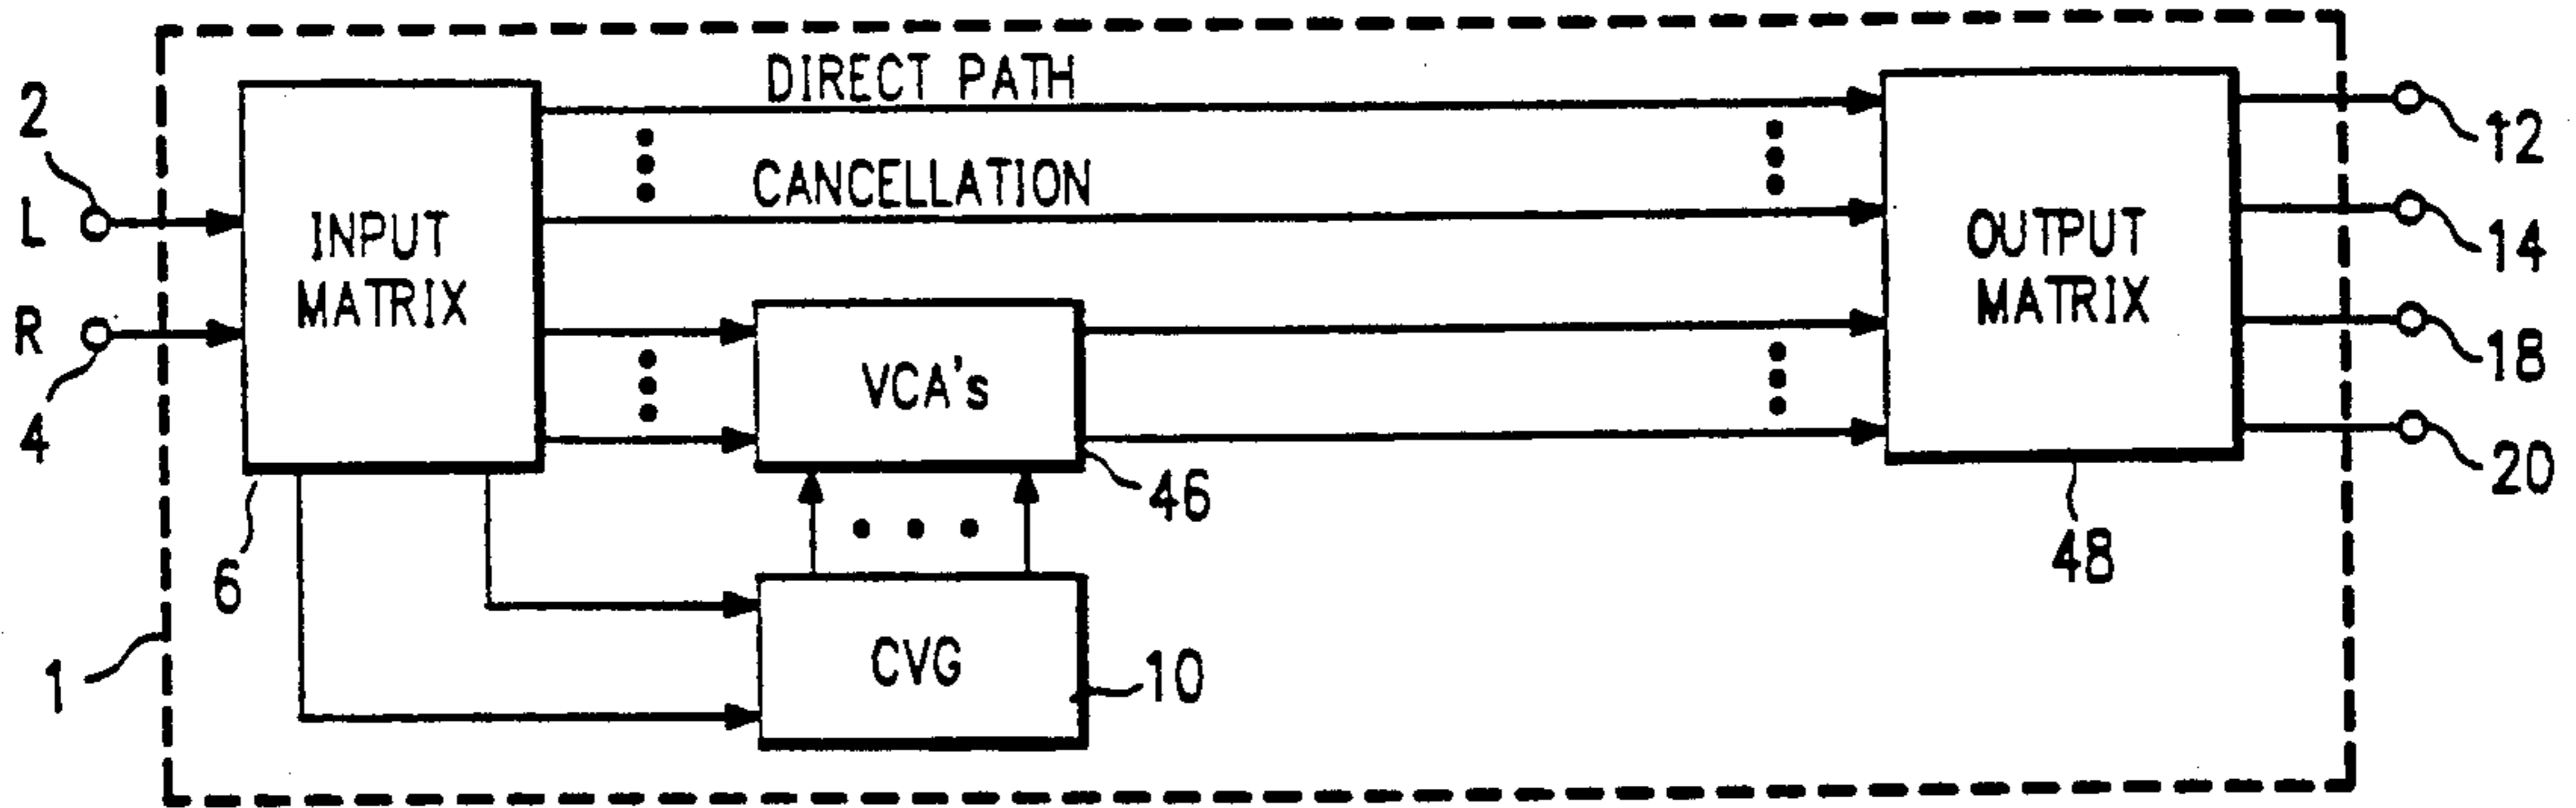 DIRECT PATH
2
12
CANCELLATION
L
INPUT
MATRIX
OUTPUT
MATRIX
14
R
VCA's
18
4
46
20
6
48
1
CVG
10